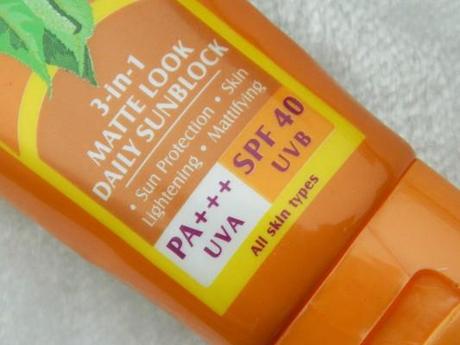 3-in-1
MATTE LOOK
DAILY SUNBLOCK
• Sun Protection • Skin
Lightening • Mattifying
PA+++
UVA
SPF 40
UVB
All skin types